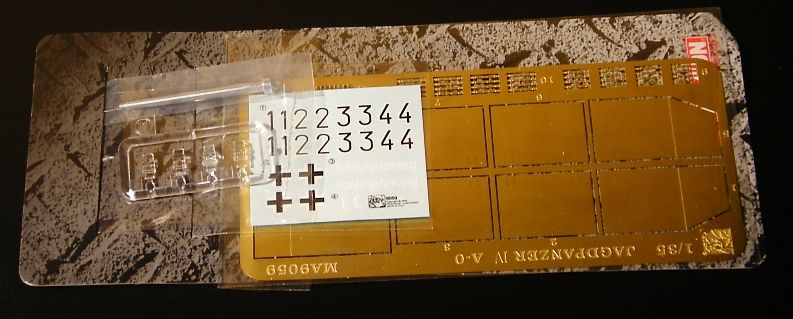 11223344
11223344
Schulungsfahrzeug
Schulungsfahrzeug
1/35 JAGDPANZER IV A-0
MA9059